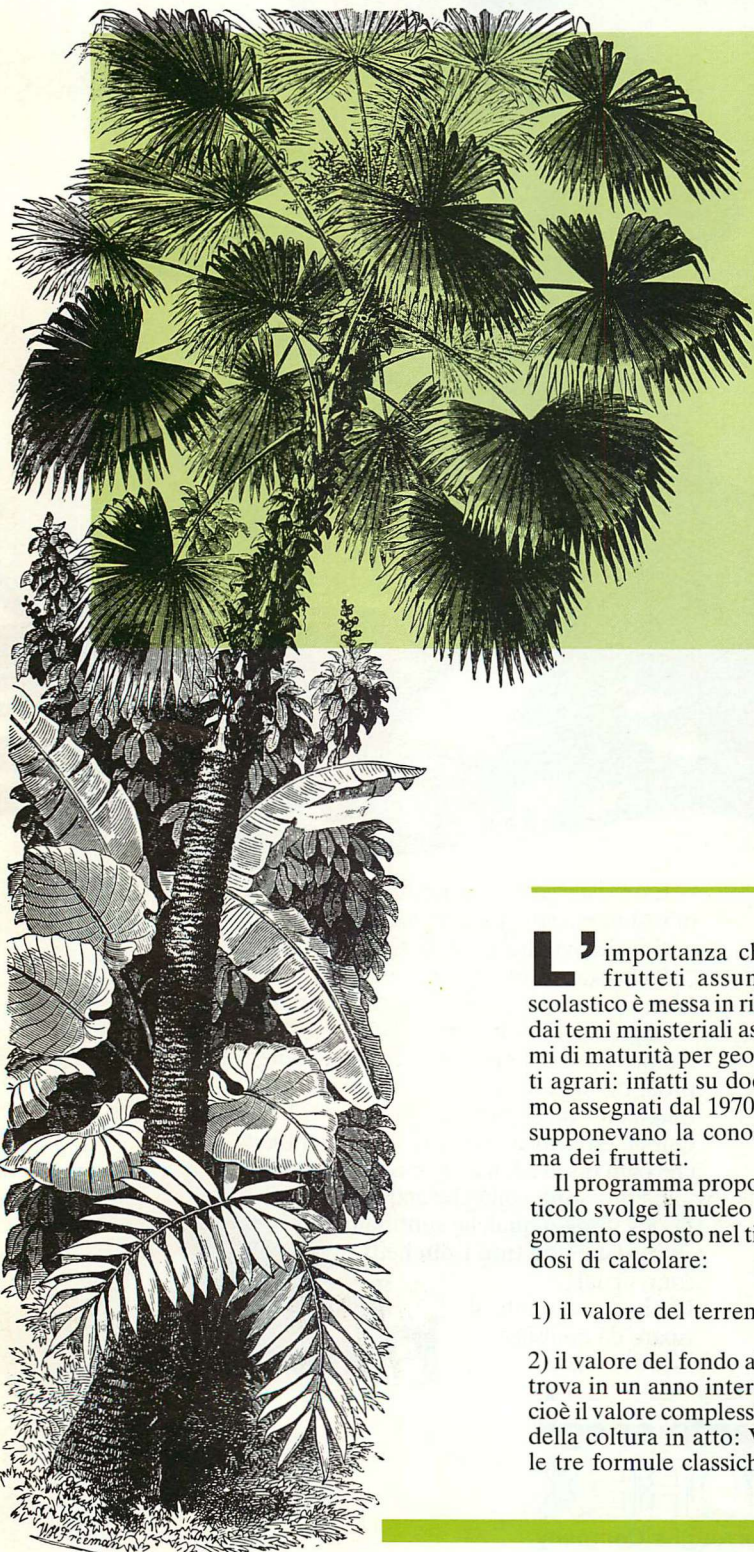 L'importanza cl
frutteti assun
scolastico è messa in ri
dai temi ministeriali as
mi di maturità per geo
ti agrari: infatti su doc
mo assegnati dal 1970
supponevano la cono
ma dei frutteti.
Il programma propo
ticolo svolge il nucleo
gomento esposto nel ti
dosi di calcolare:
1) il valore del terren
2) il valore del fondo a
trova in un anno inter
cioè il valore compless
della coltura in atto: V
le tre formule classich